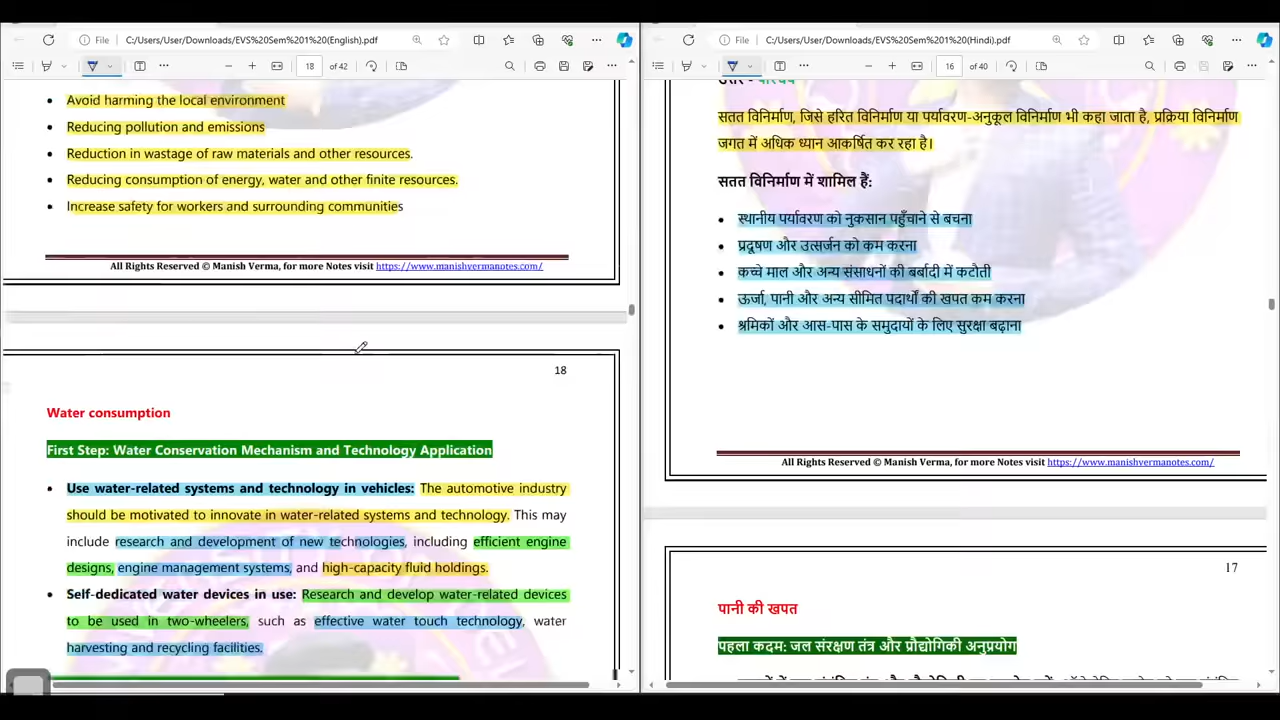 File C:/Users/User/Downloads/EVS%20Sem%201%20(English).pdf
18 of 42
Avoid harming the local environment
Reducing pollution and emissions
Reduction in wastage of raw materials and other resources.
Reducing consumption of energy, water and other finite resources.
Increase safety for workers and surrounding communities
All Rights Reserved © Manish Verma, for more Notes visit https://www.manishvermanotes.com/
18
Water consumption
First Step: Water Conservation Mechanism and Technology Application
Use water-related systems and technology in vehicles: The automotive industry
should be motivated to innovate in water-related systems and technology. This may
include research and development of new technologies, including efficient engine
designs, engine management systems, and high-capacity fluid holdings.
Self-dedicated water devices in use: Research and develop water-related devices
to be used in two-wheelers, such as effective water touch technology, water
harvesting and recycling facilities.
File C:/Users/User/Downloads/EVS%20Sem%201%20(Hindi).pdf
16 of 40
उत्तर - परिचय
सतत विनिर्माण, जिसे हरित विनिर्माण या पर्यावरण-अनुकूल विनिर्माण भी कहा जाता है, प्रक्रिया विनिर्माण
जगत में अधिक ध्यान आकर्षित कर रहा है।
सतत विनिर्माण में शामिल हैं:
स्थानीय पर्यावरण को नुकसान पहुँचाने से बचना
प्रदूषण और उत्सर्जन को कम करना
कच्चे माल और अन्य संसाधनों की बर्बादी में कटौती
ऊर्जा, पानी और अन्य सीमित पदार्थों की खपत कम करना
श्रमिकों और आस-पास के समुदायों के लिए सुरक्षा बढ़ाना
All Rights Reserved © Manish Verma, for more Notes visit https://www.manishvermanotes.com/
17
पानी की खपत
पहला कदम: जल संरक्षण तंत्र और प्रौद्योगिकी अनुप्रयोग